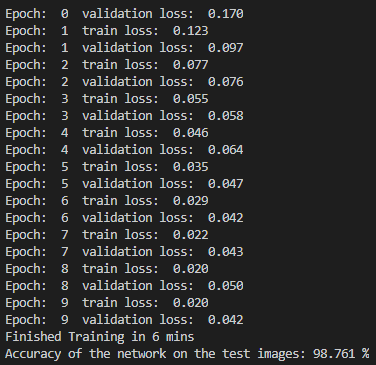 Epoch:  0  validation loss:  0.170
Epoch:  1  train loss:  0.123
Epoch:  1  validation loss:  0.097
Epoch:  2  train loss:  0.077
Epoch:  2  validation loss:  0.076
Epoch:  3  train loss:  0.055
Epoch:  3  validation loss:  0.058
Epoch:  4  train loss:  0.046
Epoch:  4  validation loss:  0.064
Epoch:  5  train loss:  0.035
Epoch:  5  validation loss:  0.047
Epoch:  6  train loss:  0.029
Epoch:  6  validation loss:  0.042
Epoch:  7  train loss:  0.022
Epoch:  7  validation loss:  0.043
Epoch:  8  train loss:  0.020
Epoch:  8  validation loss:  0.050
Epoch:  9  train loss:  0.020
Epoch:  9  validation loss:  0.042
Finished Training in 6 mins
Accuracy of the network on the test images: 98.761 %